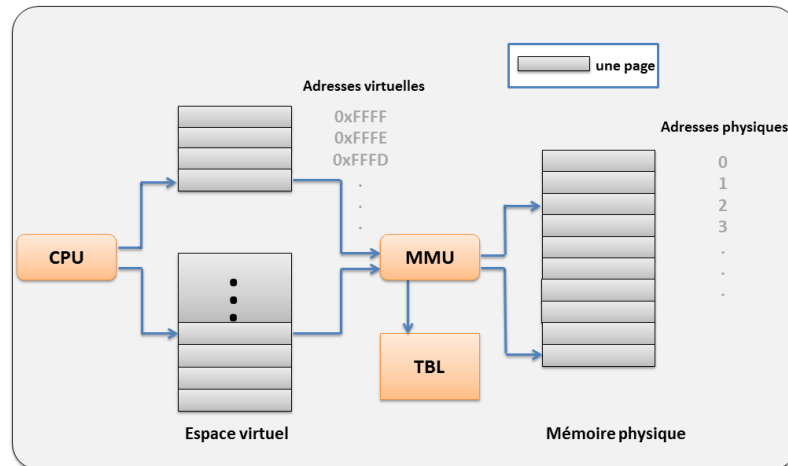 une page
Adresses virtuelles
0xFFFF
0xFFFE
0xFFFD
.
.
.
Adresses physiques
0
1
2
3
.
.
.
CPU
MMU
TBL
Espace virtuel
Mémoire physique